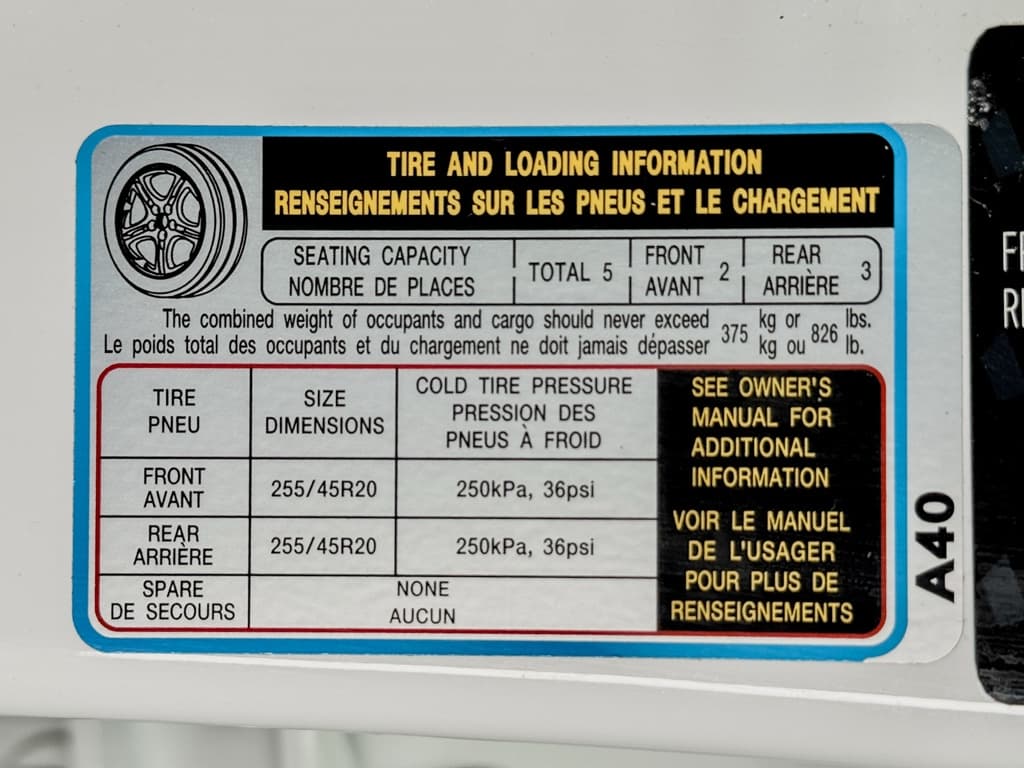 TIRE AND LOADING INFORMATION
RENSEIGNEMENTS SUR LES PNEUS ET LE CHARGEMENT
SEATING CAPACITY
NOMBRE DE PLACES
TOTAL 5
FRONT
AVANT
2
REAR
ARRIÈRE
3
The combined weight of occupants and cargo should never exceed 375 kg or 826 lbs.
Le poids total des occupants et du chargement ne doit jamais dépasser 375 kg ou 826 lb.
TIRE
PNEU
SIZE
DIMENSIONS
COLD TIRE PRESSURE
PRESSION DES
PNEUS À FROID
FRONT
AVANT
255/45R20
250kPa, 36psi
REAR
ARRIÈRE
255/45R20
250kPa, 36psi
SPARE
DE SECOURS
NONE
AUCUN
SEE OWNER'S
MANUAL FOR
ADDITIONAL
INFORMATION
VOIR LE MANUEL
DE L'USAGER
POUR PLUS DE
RENSEIGNEMENTS
A40